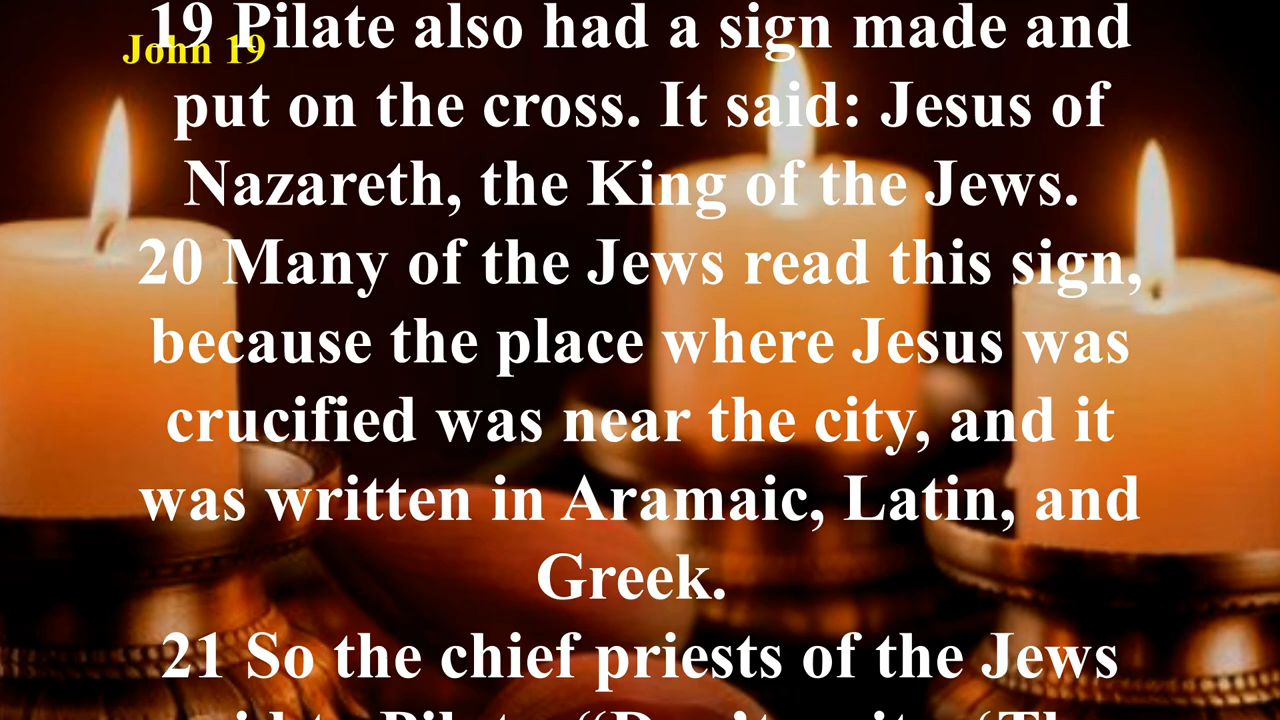 John 19
19 Pilate also had a sign made and
put on the cross. It said: Jesus of
Nazareth, the King of the Jews.
20 Many of the Jews read this sign,
because the place where Jesus was
crucified was near the city, and it
was written in Aramaic, Latin, and
Greek.
21 So the chief priests of the Jews